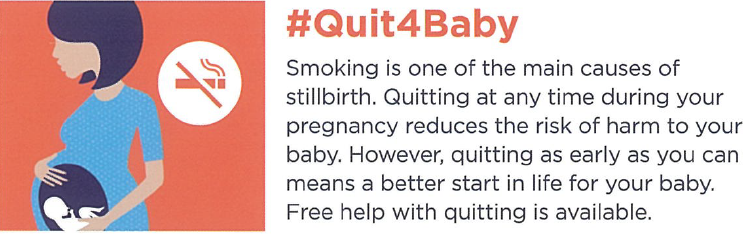 #Quit4Baby
Smoking is one of the main causes of
stillbirth. Quitting at any time during your
pregnancy reduces the risk of harm to your
baby. However, quitting as early as you can
means a better start in life for your baby.
Free help with quitting is available.